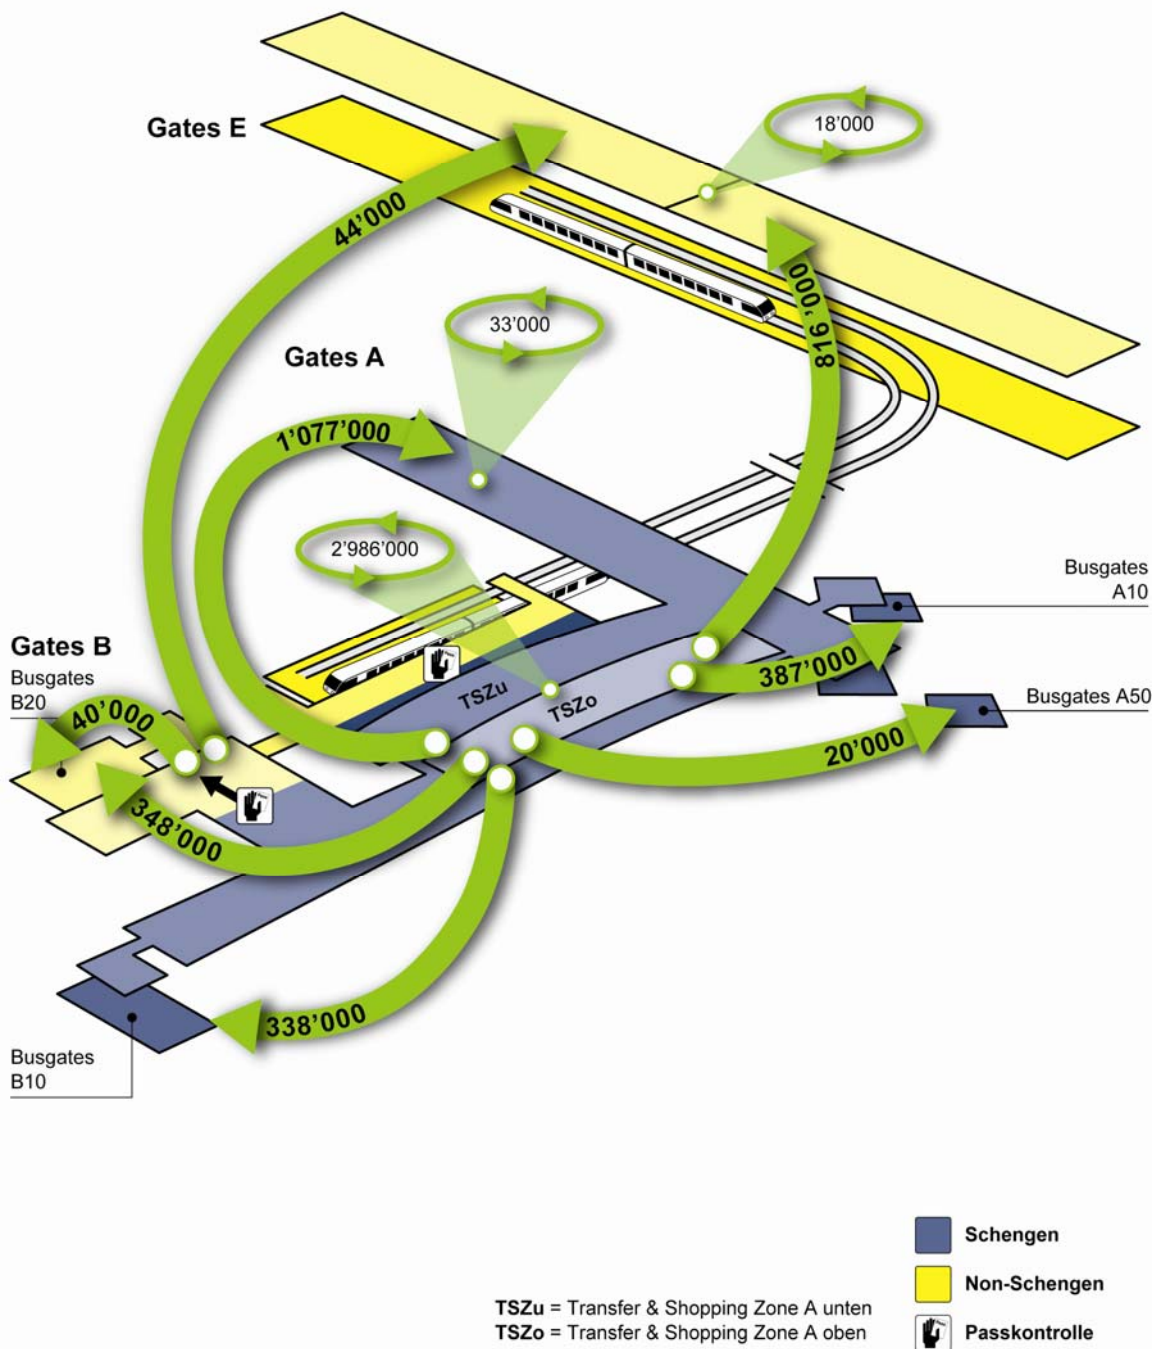 Gates E
18’000
44’000
816’000
33’000
Gates A
1’077’000
2’986’000
Busgates
A10
Gates B
Busgates
B20
40’000
TSZu
TSZo
387’000
Busgates A50
20’000
348’000
338’000
Busgates
B10
Schengen
Non-Schengen
TSZu = Transfer & Shopping Zone A unten
TSZo = Transfer & Shopping Zone A oben
Passkontrolle